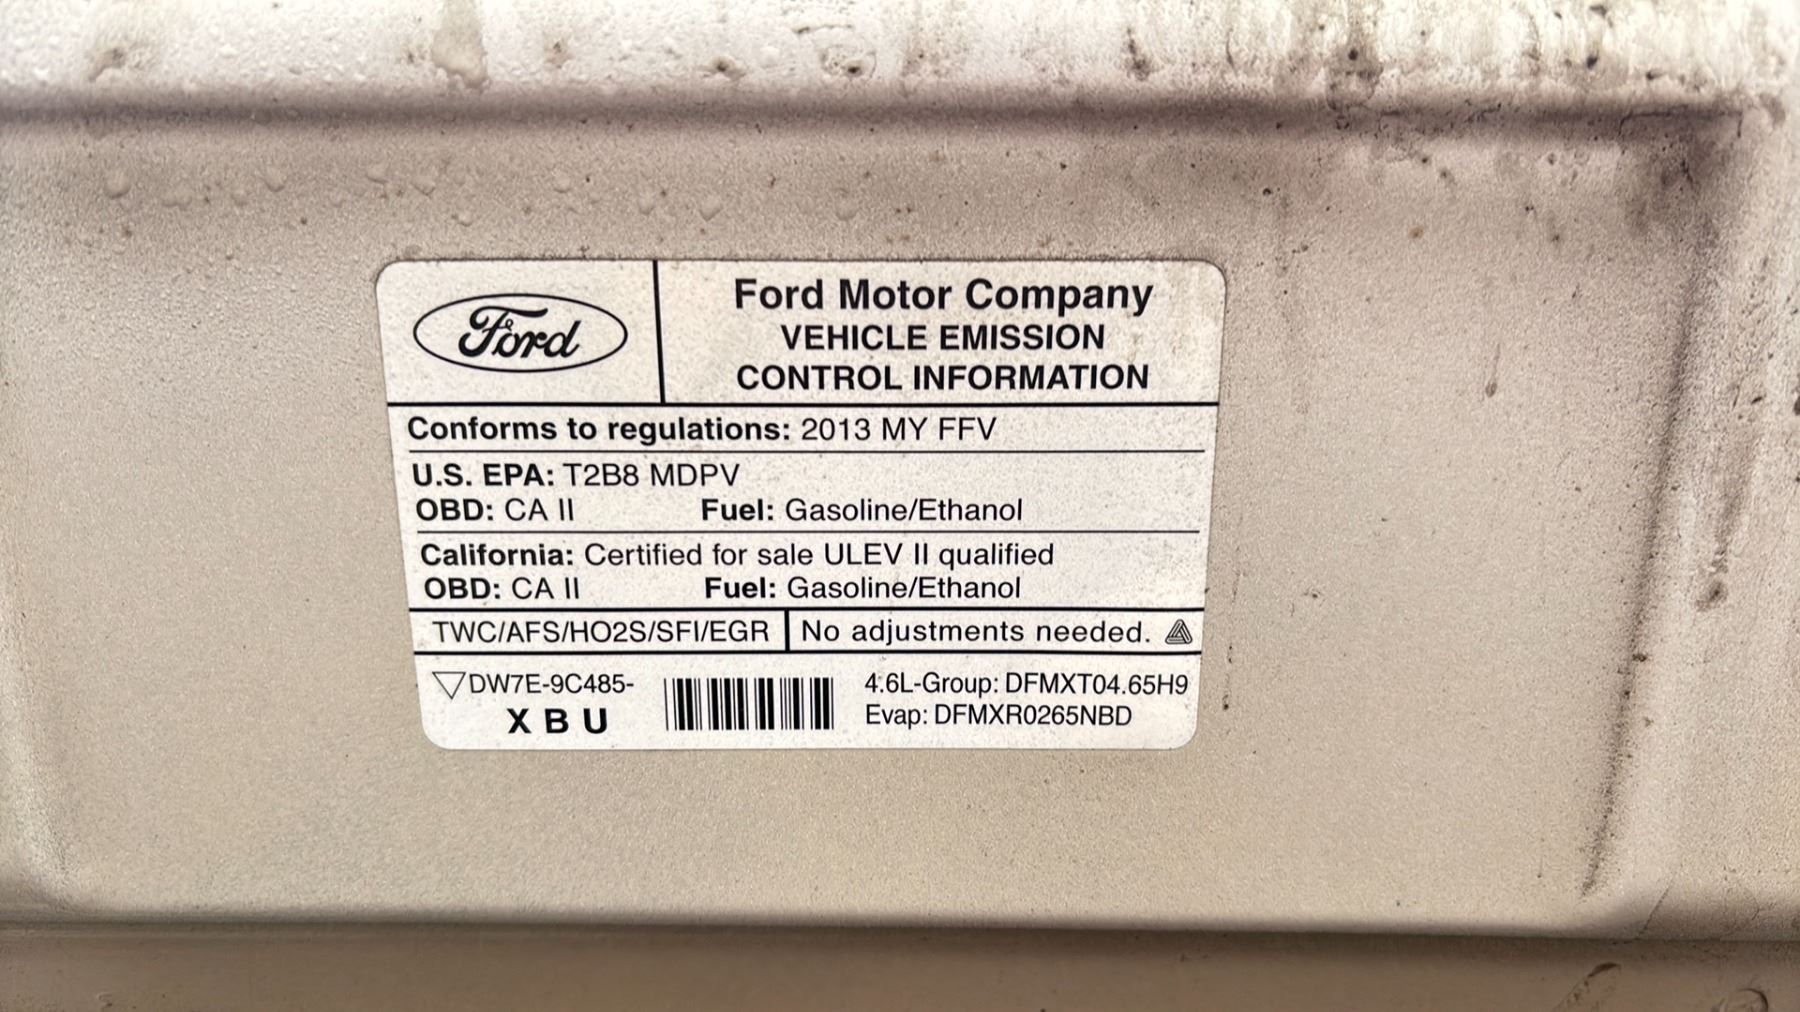 Ford
Ford Motor Company
VEHICLE EMISSION
CONTROL INFORMATION
Conforms to regulations: 2013 MY FFV
U.S. EPA: T2B8 MDPV
OBD: CA II Fuel: Gasoline/Ethanol
California: Certified for sale ULEV II qualified
OBD: CA II Fuel: Gasoline/Ethanol
TWC/AFS/HO2S/SFI/EGR No adjustments needed.
DW7E-9C485-
X B U
4.6L-Group: DFMXT04.65H9
Evap: DFMXR0265NBD